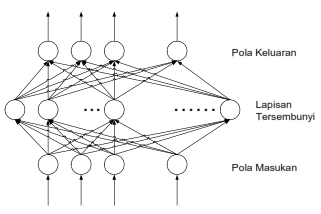 Pola Keluaran
Lapisan
Tersembunyi
Pola Masukan